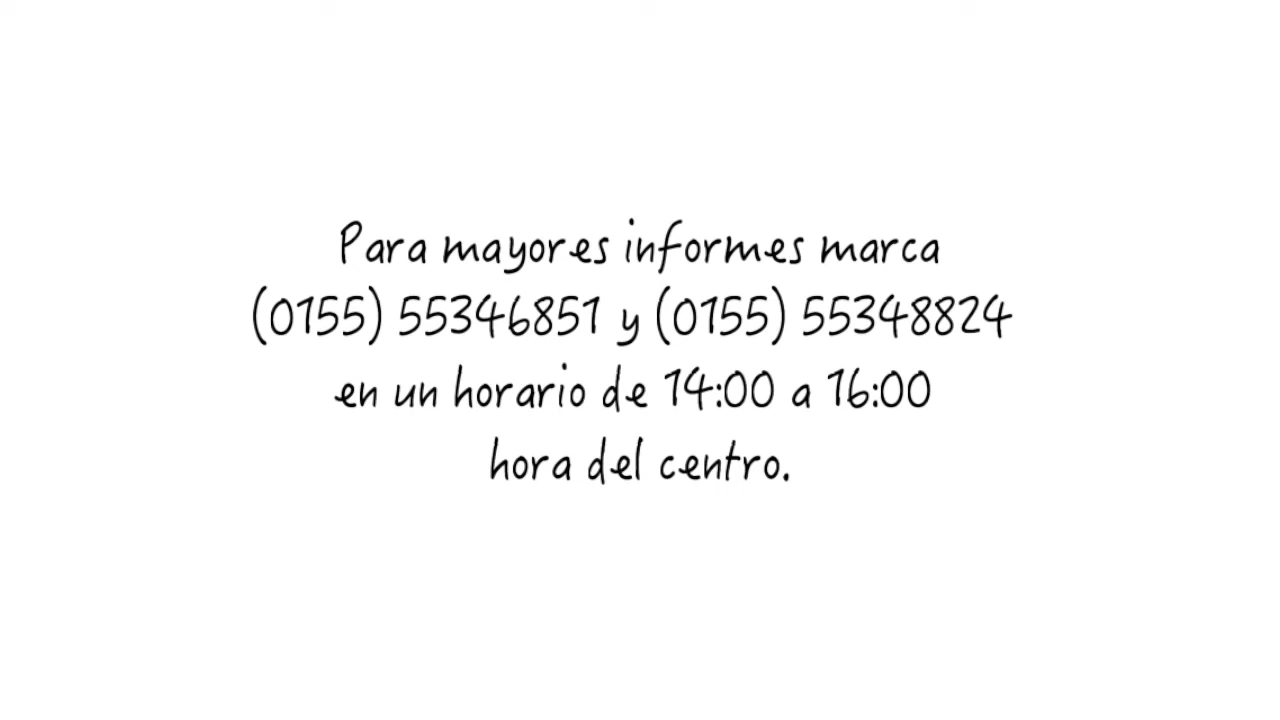 Para mayores informes marca
(0155) 55346851 y (0155) 55348824
en un horario de 14:00 a 16:00
hora del centro.